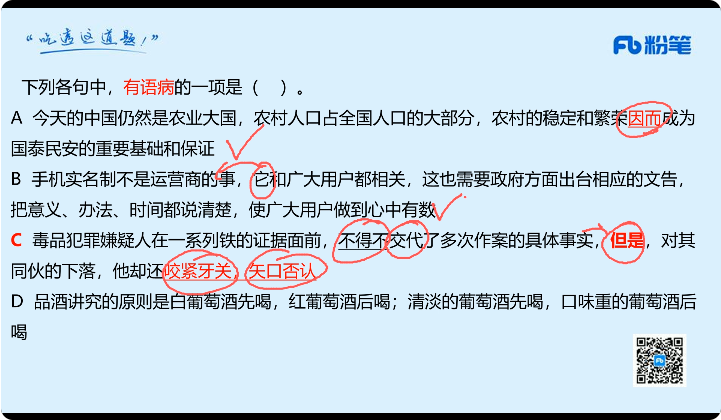 “吃透这道题！”
粉笔
下列各句中，有语病的一项是（　）。
A 今天的中国仍然是农业大国，农村人口占全国人口的大部分，农村的稳定和繁荣因而成为
国泰民安的重要基础和保证
B 手机实名制不是运营商的事，它和广大用户都相关，这也需要政府方面出台相应的文告，
把意义、办法、时间都说清楚，使广大用户做到心中有数
C 毒品犯罪嫌疑人在一系列铁的证据面前，不得不交代了多次作案的具体事实，但是，对其
同伙的下落，他却还咬紧牙关，矢口否认
D 品酒讲究的原则是白葡萄酒先喝，红葡萄酒后喝；清淡的葡萄酒先喝，口味重的葡萄酒后
喝